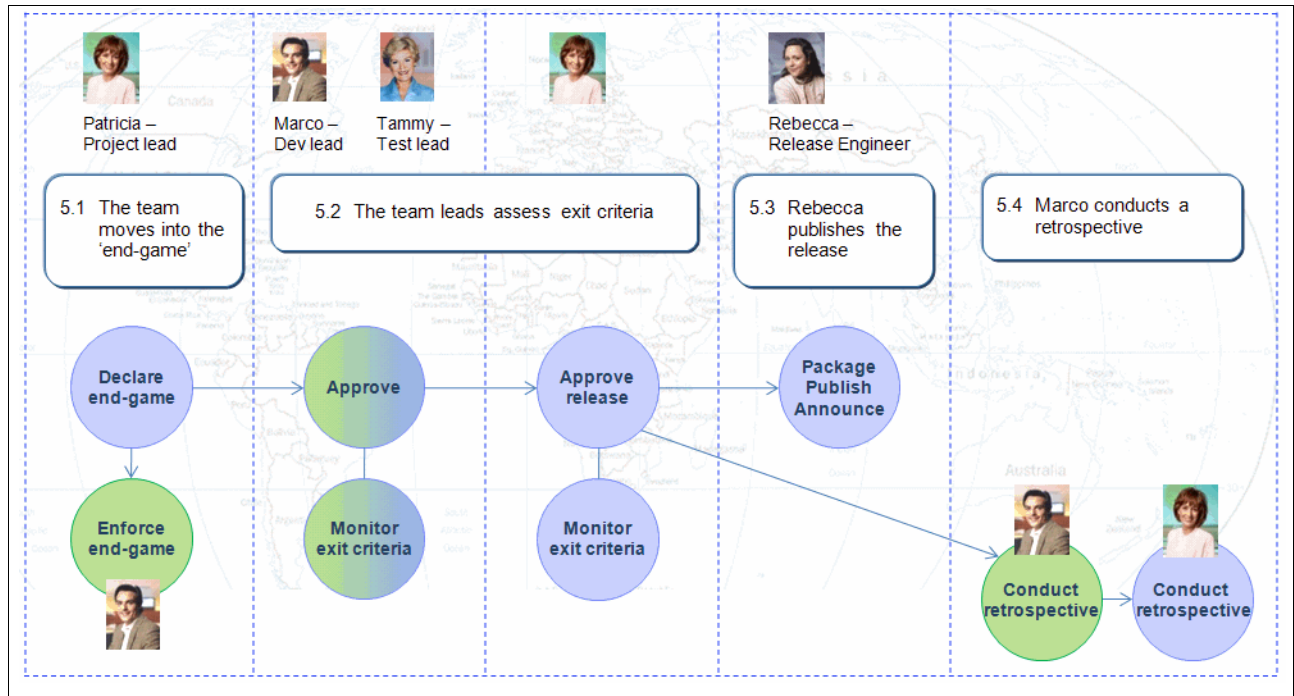 Patricia –
Project lead
Marco –
Dev lead
Tammy –
Test lead
Rebecca –
Release Engineer
5.1 The team
moves into the
‘end-game’
5.2 The team leads assess exit criteria
5.3 Rebecca
publishes the
release
5.4 Marco conducts a
retrospective
Declare
end-game
Approve
Approve
release
Package
Publish
Announce
Enforce
end-game
Monitor
exit criteria
Monitor
exit criteria
Conduct
retrospective
Conduct
retrospective
Canada
Australia